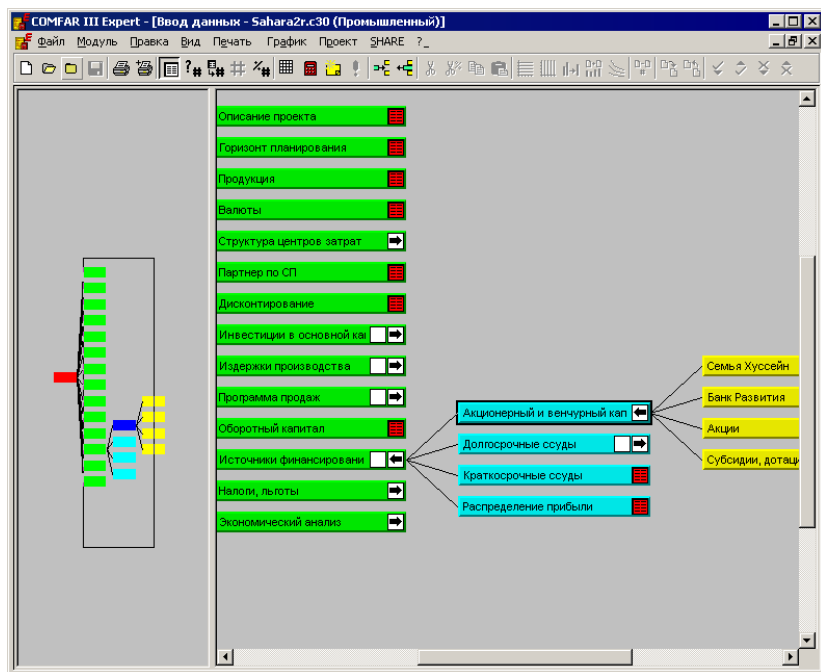 COMFAR III Expert - [Ввод данных - Sahara2r.c30 (Промышленный)]
Файл Модуль Правка Вид Печать График Проект SHARE ?_
Описание проекта
Горизонт планирования
Продукция
Валюты
Структура центров затрат
Партнер по СП
Дисконтирование
Инвестиции в основной ка
Издержки производства
Программа продаж
Оборотный капитал
Источники финансировани
Налоги, льготы
Экономический анализ
Акционерный и венчурный кап
Долгосрочные ссуды
Краткосрочные ссуды
Распределение прибыли
Семья Хуссейн
Банк Развития
Акции
Субсидии, дотаци